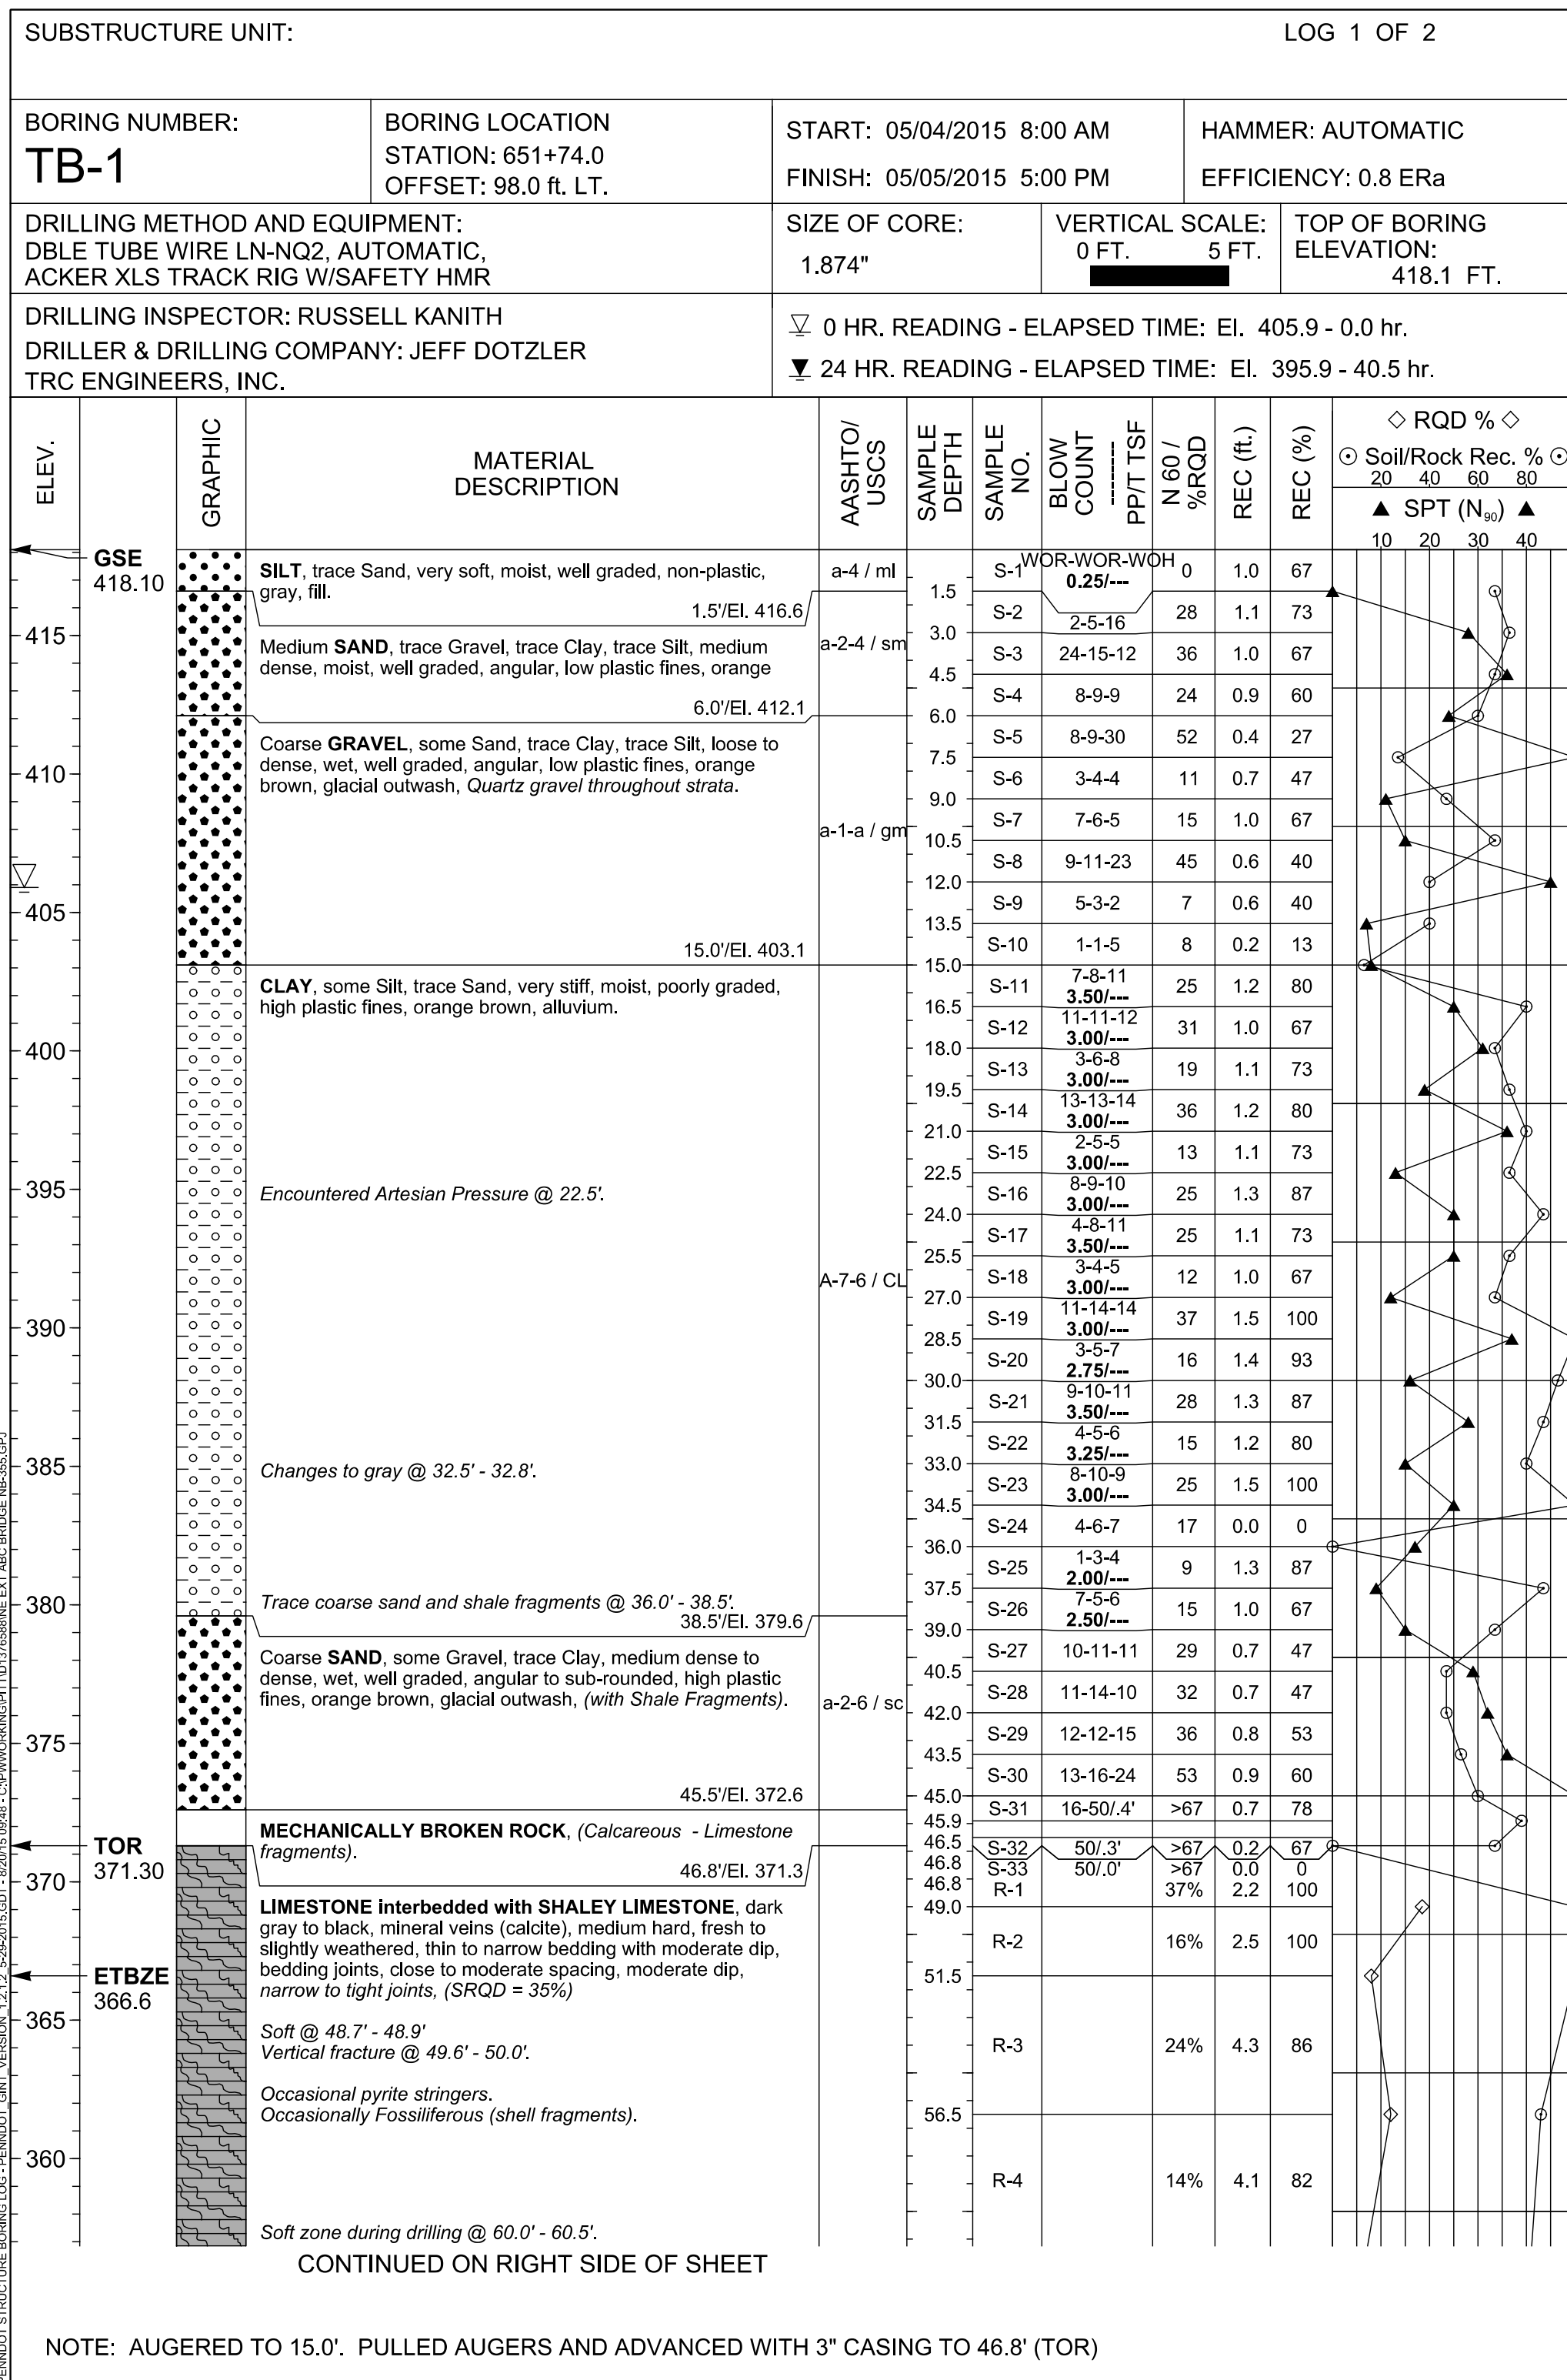 SUBSTRUCTURE UNIT: LOG 1 OF 2
BORING NUMBER:
TB-1
BORING LOCATION
STATION: 651+74.0
OFFSET: 98.0 ft. LT.
START: 05/04/2015 8:00 AM
FINISH: 05/05/2015 5:00 PM
HAMMER: AUTOMATIC
EFFICIENCY: 0.8 ERa
DRILLING METHOD AND EQUIPMENT:
DBLE TUBE WIRE LN-NQ2, AUTOMATIC,
ACKER XLS TRACK RIG W/SAFETY HMR
SIZE OF CORE:
1.874"
VERTICAL SCALE:
0 FT. 5 FT.
TOP OF BORING
ELEVATION:
418.1 FT.
DRILLING INSPECTOR: RUSSELL KANITH
DRILLER & DRILLING COMPANY: JEFF DOTZLER
TRC ENGINEERS, INC.
0 HR. READING - ELAPSED TIME: El. 405.9 - 0.0 hr.
24 HR. READING - ELAPSED TIME: El. 395.9 - 40.5 hr.
ELEV.
GRAPHIC
MATERIAL
DESCRIPTION
AASHTO/
USCS
SAMPLE
DEPTH
SAMPLE
NO.
BLOW
COUNT
---------
PP/T TSF
N 60 /
%RQD
REC (ft.)
REC (%)
◇ RQD % ◇
⊙ Soil/Rock Rec. % ⊙
20 40 60 80
▲ SPT (N90) ▲
10 20 30 40
GSE
418.10
415
410
405
400
395
390
385
380
375
TOR
371.30
370
ETBZE
366.6
365
360
SILT, trace Sand, very soft, moist, well graded, non-plastic,
gray, fill.
1.5'/El. 416.6
Medium SAND, trace Gravel, trace Clay, trace Silt, medium
dense, moist, well graded, angular, low plastic fines, orange
6.0'/El. 412.1
Coarse GRAVEL, some Sand, trace Clay, trace Silt, loose to
dense, wet, well graded, angular, low plastic fines, orange
brown, glacial outwash, Quartz gravel throughout strata.
15.0'/El. 403.1
CLAY, some Silt, trace Sand, very stiff, moist, poorly graded,
high plastic fines, orange brown, alluvium.
Encountered Artesian Pressure @ 22.5'.
Changes to gray @ 32.5' - 32.8'.
Trace coarse sand and shale fragments @ 36.0' - 38.5'.
38.5'/El. 379.6
Coarse SAND, some Gravel, trace Clay, medium dense to
dense, wet, well graded, angular to sub-rounded, high plastic
fines, orange brown, glacial outwash, (with Shale Fragments).
45.5'/El. 372.6
MECHANICALLY BROKEN ROCK, (Calcareous - Limestone
fragments).
46.8'/El. 371.3
LIMESTONE interbedded with SHALEY LIMESTONE, dark
gray to black, mineral veins (calcite), medium hard, fresh to
slightly weathered, thin to narrow bedding with moderate dip,
bedding joints, close to moderate spacing, moderate dip,
narrow to tight joints, (SRQD = 35%)
Soft @ 48.7' - 48.9'
Vertical fracture @ 49.6' - 50.0'.
Occasional pyrite stringers.
Occasionally Fossiliferous (shell fragments).
Soft zone during drilling @ 60.0' - 60.5'.
a-4 / ml
a-2-4 / sm
a-1-a / gm
A-7-6 / CL
a-2-6 / sc
S-1 WOR-WOR-WOH 0.25/--- 0 1.0 67
1.5
S-2 2-5-16 28 1.1 73
3.0
S-3 24-15-12 36 1.0 67
4.5
S-4 8-9-9 24 0.9 60
6.0
S-5 8-9-30 52 0.4 27
7.5
S-6 3-4-4 11 0.7 47
9.0
S-7 7-6-5 15 1.0 67
10.5
S-8 9-11-23 45 0.6 40
12.0
S-9 5-3-2 7 0.6 40
13.5
S-10 1-1-5 8 0.2 13
15.0
S-11 7-8-11 3.50/--- 25 1.2 80
16.5
S-12 11-11-12 3.00/--- 31 1.0 67
18.0
S-13 3-6-8 3.00/--- 19 1.1 73
19.5
S-14 13-13-14 3.00/--- 36 1.2 80
21.0
S-15 2-5-5 3.00/--- 13 1.1 73
22.5
S-16 8-9-10 3.00/--- 25 1.3 87
24.0
S-17 4-8-11 3.50/--- 25 1.1 73
25.5
S-18 3-4-5 3.00/--- 12 1.0 67
27.0
S-19 11-14-14 3.00/--- 37 1.5 100
28.5
S-20 3-5-7 2.75/--- 16 1.4 93
30.0
S-21 9-10-11 3.50/--- 28 1.3 87
31.5
S-22 4-5-6 3.25/--- 15 1.2 80
33.0
S-23 8-10-9 3.00/--- 25 1.5 100
34.5
S-24 4-6-7 17 0.0 0
36.0
S-25 1-3-4 2.00/--- 9 1.3 87
37.5
S-26 7-5-6 2.50/--- 15 1.0 67
39.0
S-27 10-11-11 29 0.7 47
40.5
S-28 11-14-10 32 0.7 47
42.0
S-29 12-12-15 36 0.8 53
43.5
S-30 13-16-24 53 0.9 60
45.0
S-31 16-50/.4' >67 0.7 78
45.9
46.5
S-32 50/.3' >67 0.2 67
46.8
S-33 50/.0' >67 0.0 0
46.8
R-1 37% 2.2 100
49.0
R-2 16% 2.5 100
51.5
R-3 24% 4.3 86
56.5
R-4 14% 4.1 82
CONTINUED ON RIGHT SIDE OF SHEET
NOTE: AUGERED TO 15.0'. PULLED AUGERS AND ADVANCED WITH 3" CASING TO 46.8' (TOR)